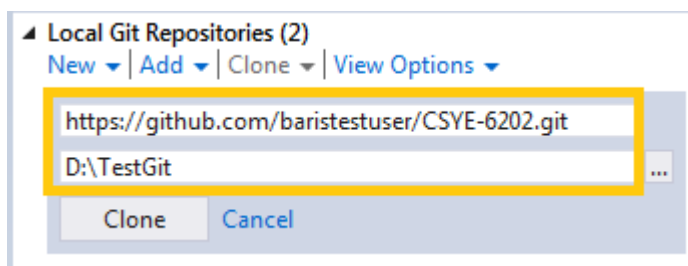 Local Git Repositories (2)
New | Add | Clone | View Options
https://github.com/baristestuser/CSYE-6202.git
D:\TestGit ...
Clone Cancel